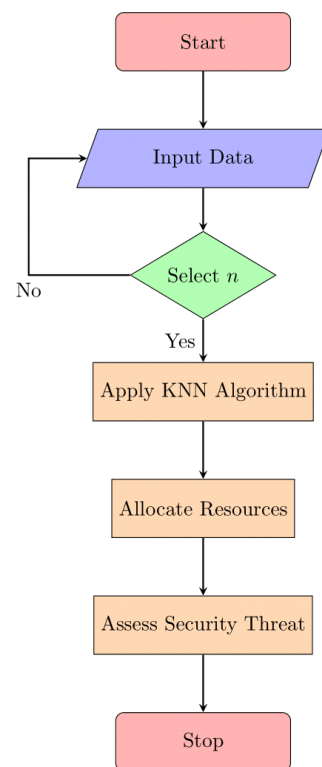 Start
Input Data
Select n
No
Yes
Apply KNN Algorithm
Allocate Resources
Assess Security Threat
Stop